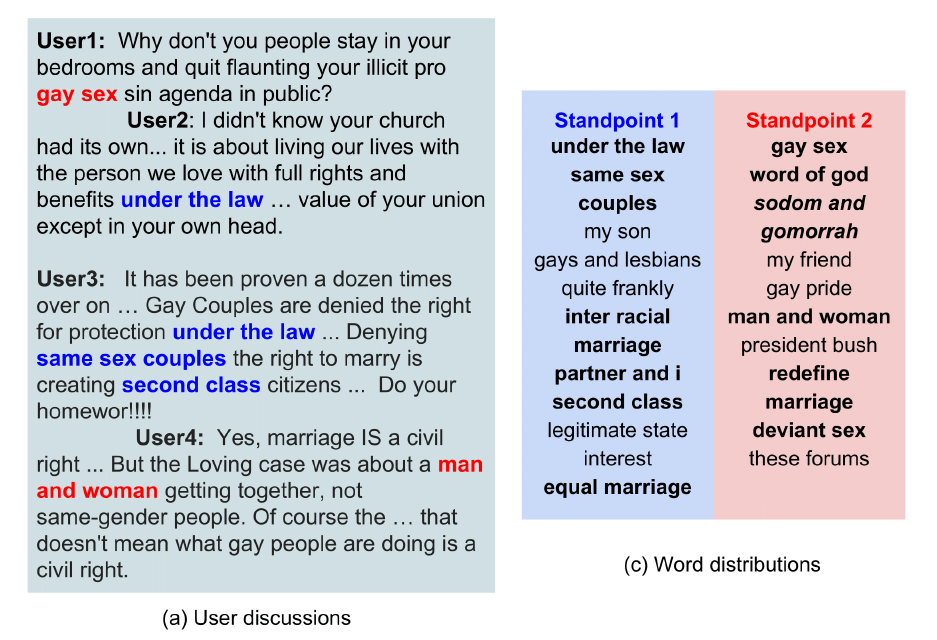 User1: Why don't you people stay in your
bedrooms and quit flaunting your illicit pro
gay sex sin agenda in public?
User2: I didn't know your church
had its own... it is about living our lives with
the person we love with full rights and
benefits under the law … value of your union
except in your own head.
User3: It has been proven a dozen times
over on … Gay Couples are denied the right
for protection under the law ... Denying
same sex couples the right to marry is
creating second class citizens ... Do your
homewor!!!!
User4: Yes, marriage IS a civil
right ... But the Loving case was about a man
and woman getting together, not
same-gender people. Of course the … that
doesn't mean what gay people are doing is a
civil right.
(a) User discussions
Standpoint 1
under the law
same sex
couples
my son
gays and lesbians
quite frankly
inter racial
marriage
partner and i
second class
legitimate state
interest
equal marriage
Standpoint 2
gay sex
word of god
sodom and
gomorrah
my friend
gay pride
man and woman
president bush
redefine
marriage
deviant sex
these forums
(c) Word distributions